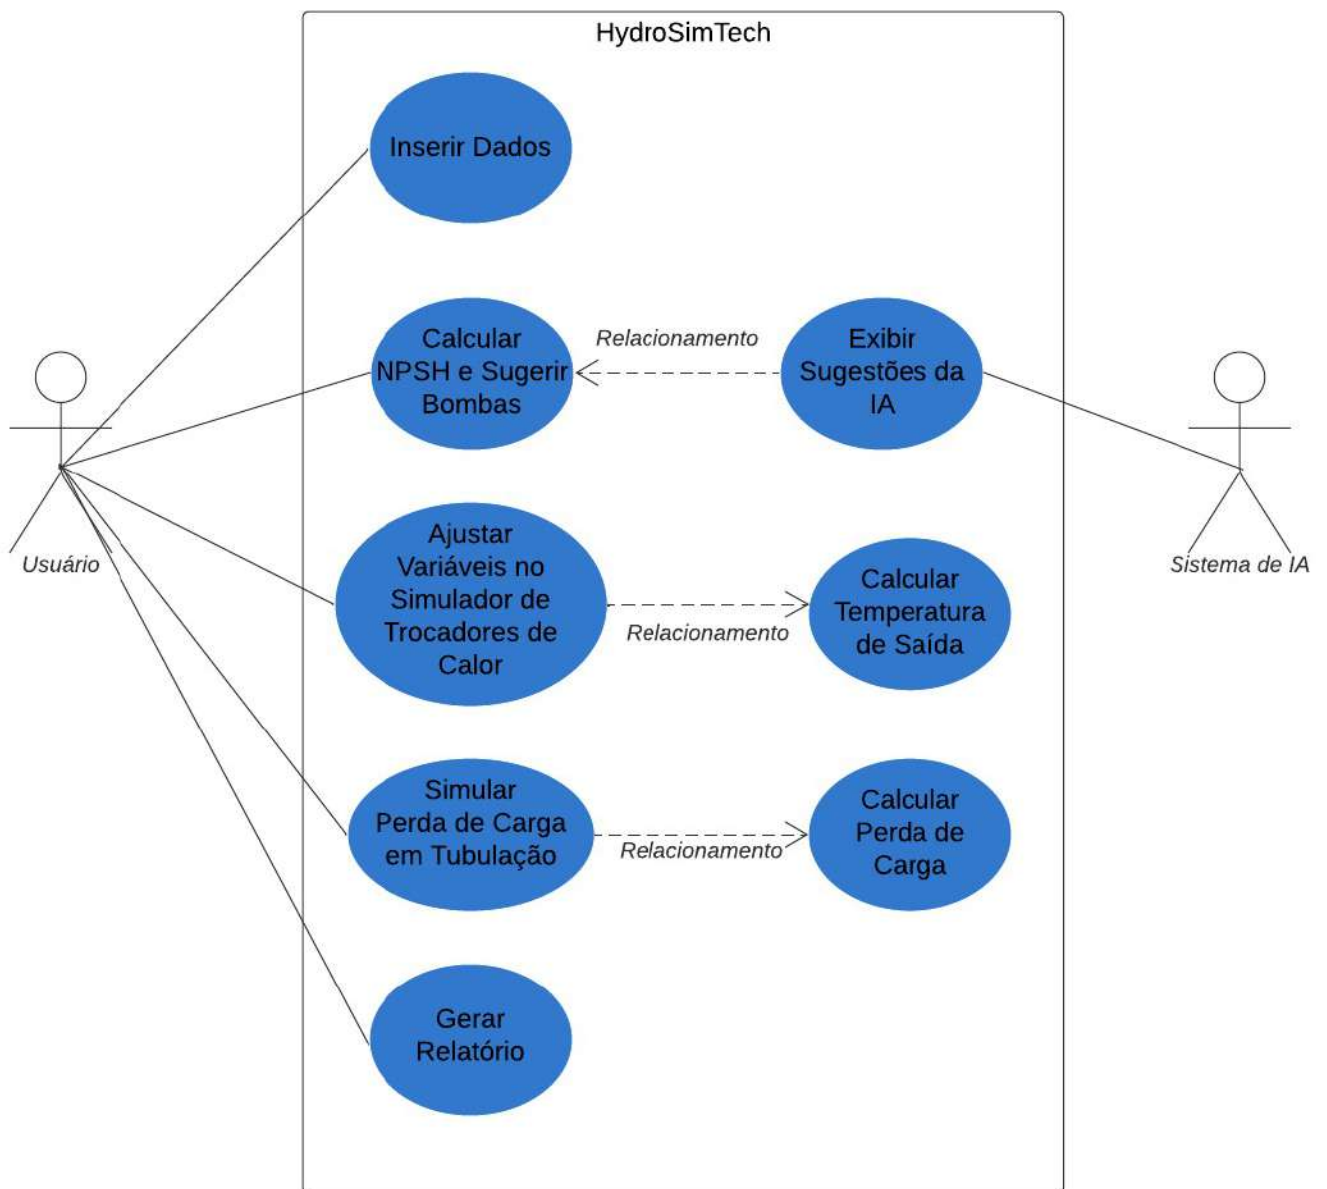 HydroSimTech
Inserir Dados
Calcular
NPSH e Sugerir
Bombas
Relacionamento
Exibir
Sugestões da
IA
Usuário
Sistema de IA
Ajustar
Variáveis no
Simulador de
Trocadores de
Calor
Relacionamento
Calcular
Temperatura
de Saída
Simular
Perda de Carga
em Tubulação
Relacionamento
Calcular
Perda de
Carga
Gerar
Relatório